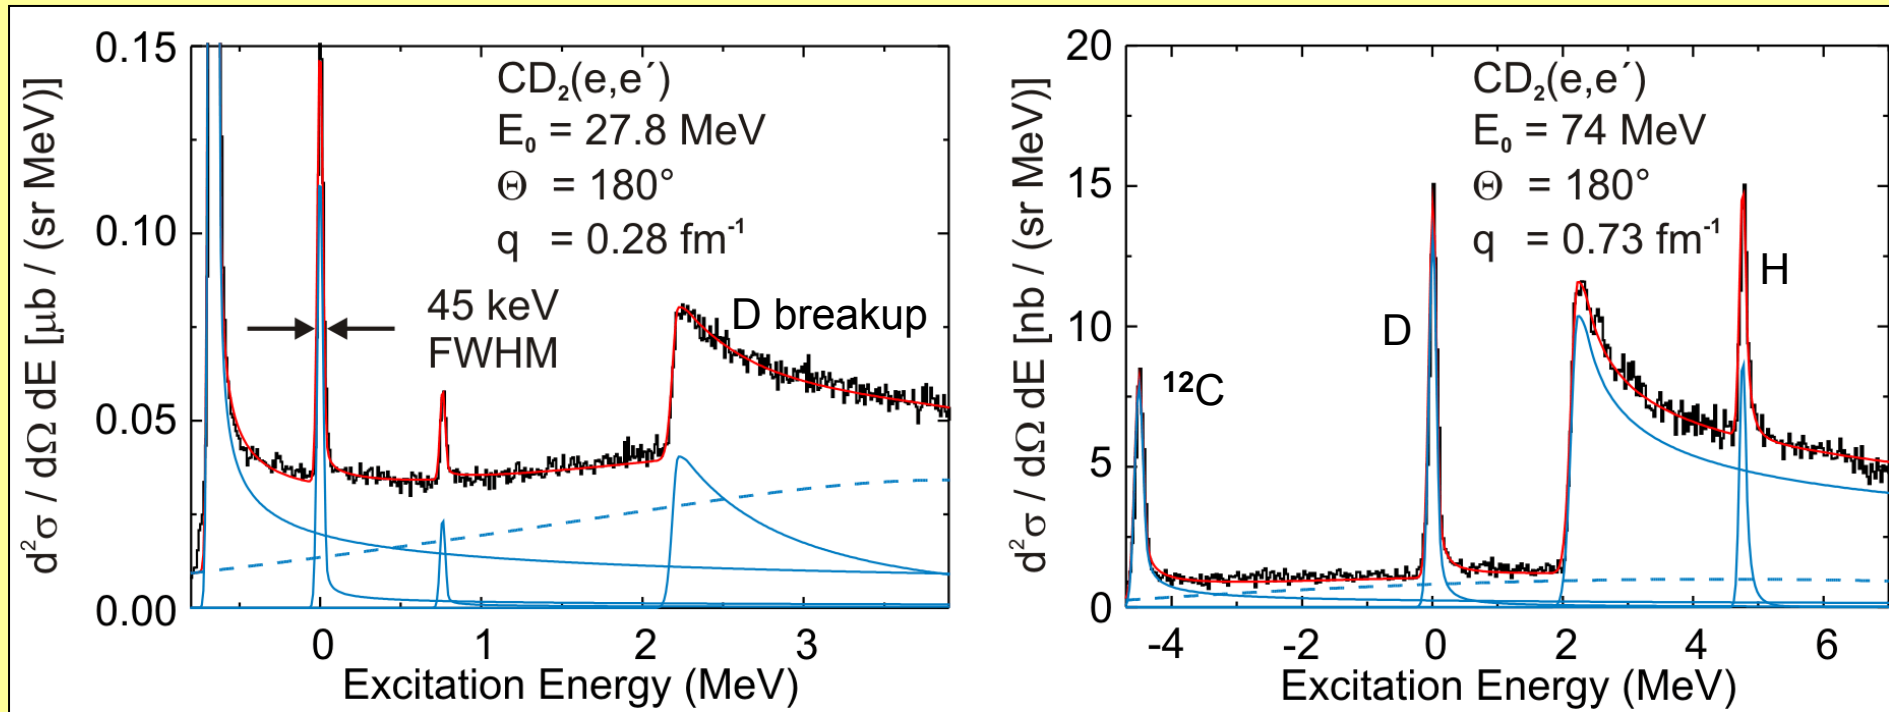 0.15
0.10
0.05
0.00
d²σ / dΩ dE [μb / (sr MeV)]
CD₂(e,e´)
E₀ = 27.8 MeV
Θ = 180°
q = 0.28 fm⁻¹
45 keV
FWHM
D breakup
0 1 2 3
Excitation Energy (MeV)
20
15
10
5
0
d²σ / dΩ dE [nb / (sr MeV)]
CD₂(e,e´)
E₀ = 74 MeV
Θ = 180°
q = 0.73 fm⁻¹
H
D
¹²C
-4 -2 0 2 4 6
Excitation Energy (MeV)